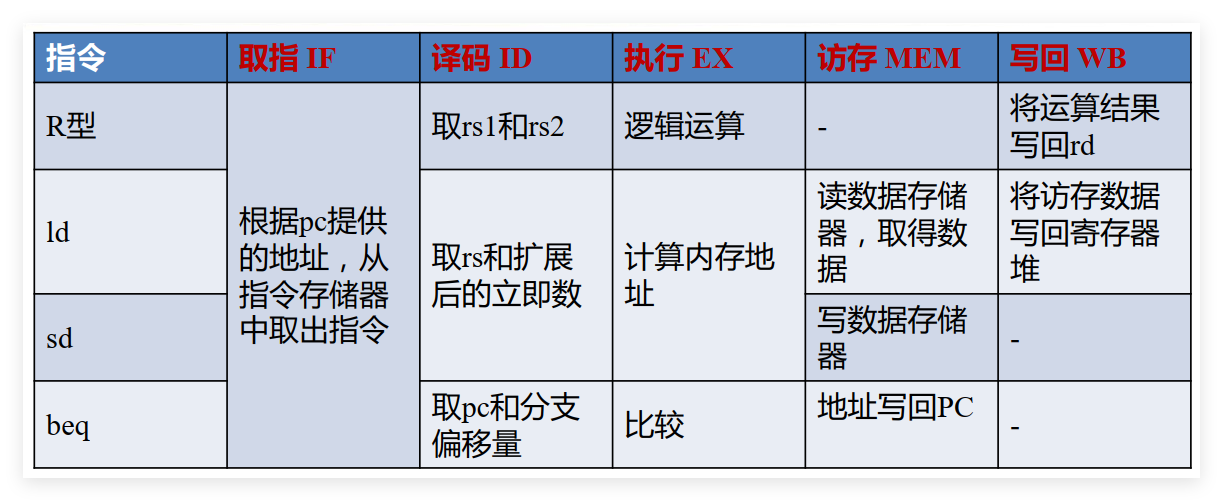 指令
取指 IF
译码 ID
执行 EX
访存 MEM
写回 WB
R型
根据pc提供
的地址，从
指令存储器
中取出指令
取rs1和rs2
逻辑运算
-
将运算结果
写回rd
ld
取rs和扩展
后的立即数
计算内存地
址
读数据存储
器，取得数
据
将访存数据
写回寄存器
堆
sd
写数据存储
器
-
beq
取pc和分支
偏移量
比较
地址写回PC
-